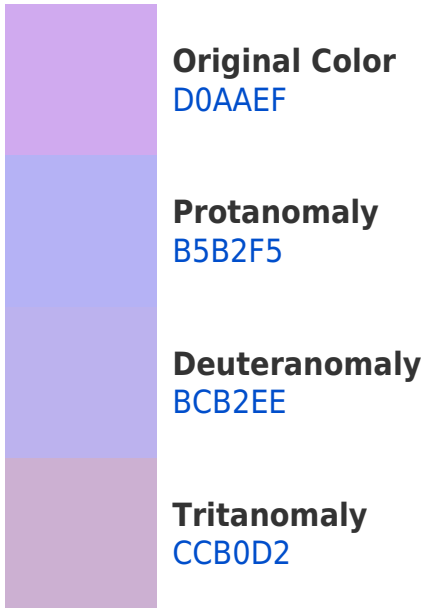 Original Color
D0AAEF
Protanomaly
B5B2F5
Deuteranomaly
BCB2EE
Tritanomaly
CCB0D2